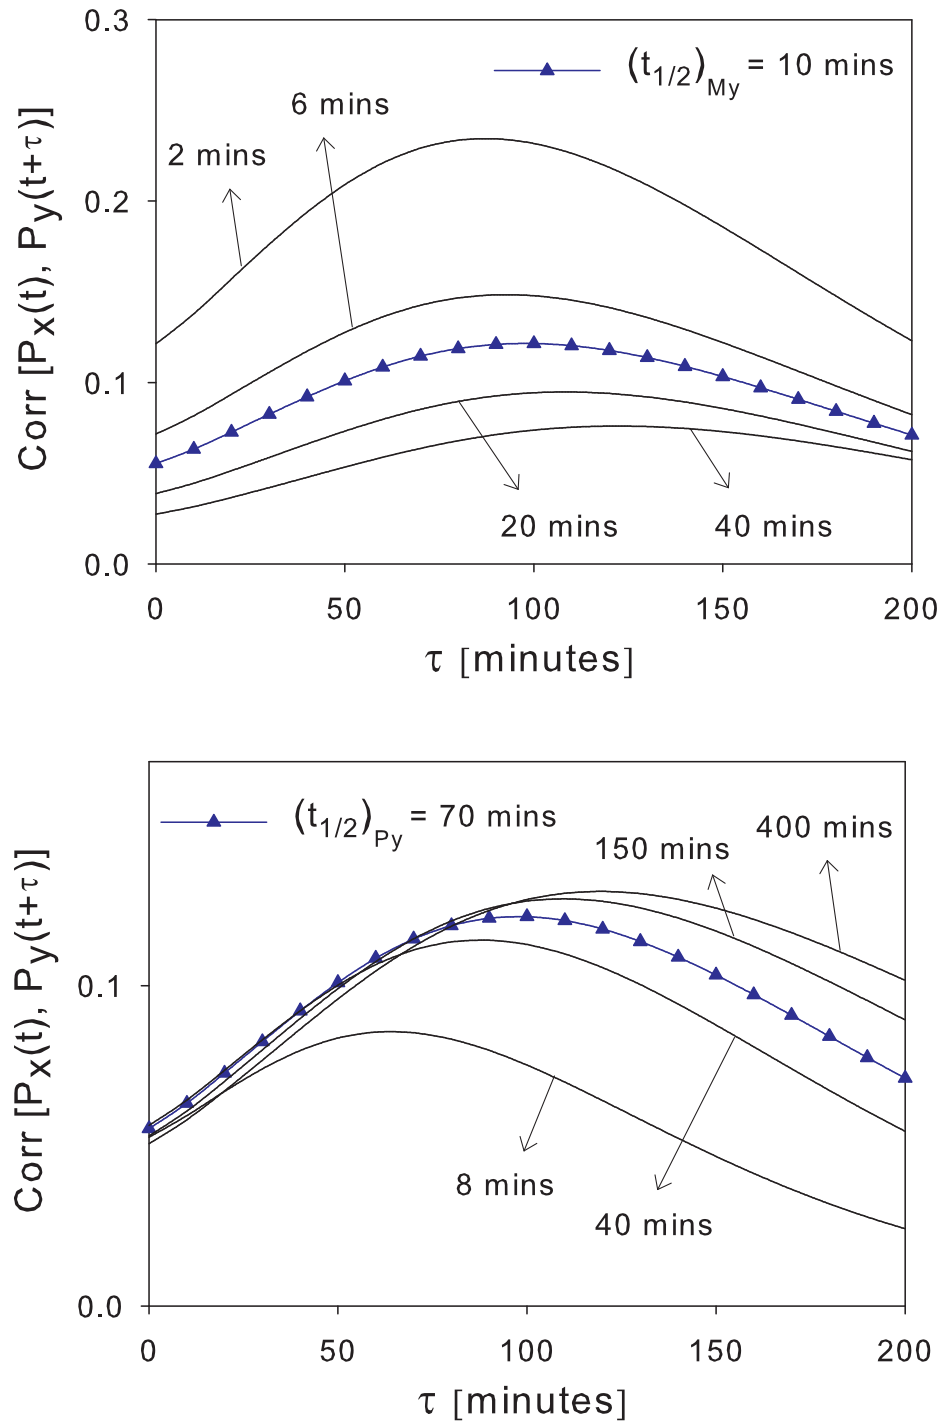 0.3
(t1/2)My = 10 mins
6 mins
2 mins
0.2
Corr [Px(t), Py(t+τ)]
0.1
20 mins
40 mins
0.0
0
50
100
150
200
τ [minutes]
(t1/2)Py = 70 mins
400 mins
150 mins
Corr [Px(t), Py(t+τ)]
0.1
8 mins
40 mins
0.0
0
50
100
150
200
τ [minutes]